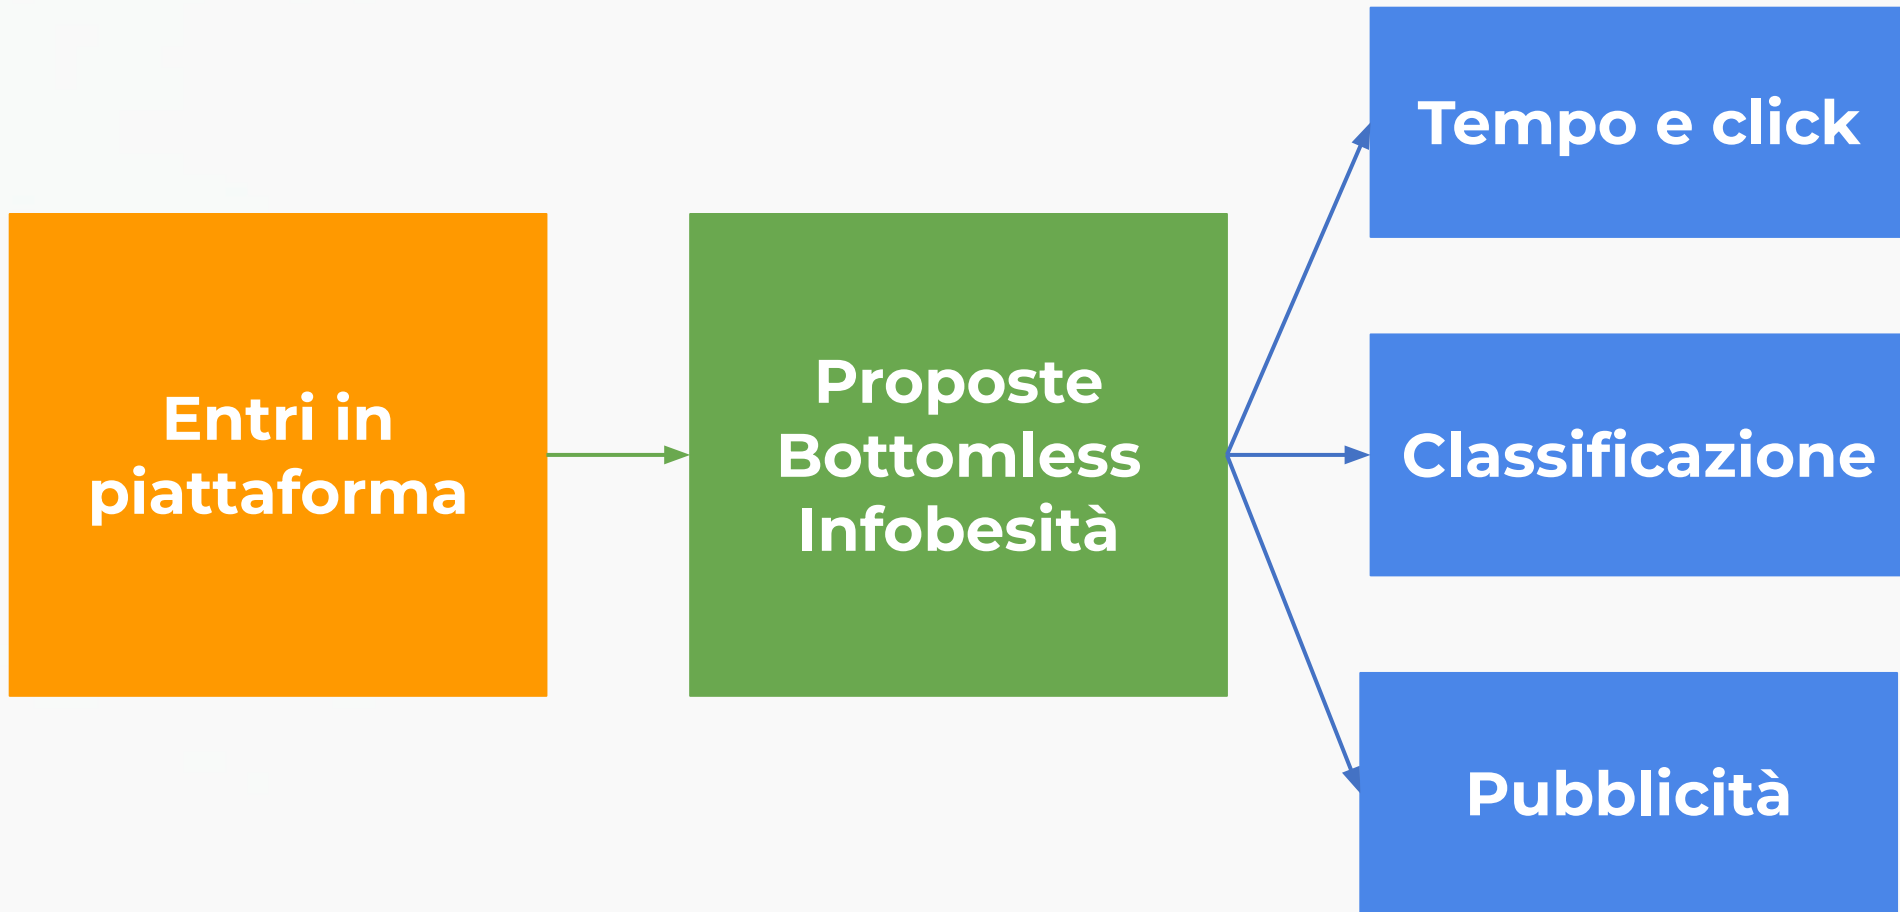 Entri in
piattaforma
Proposte
Bottomless
Infobesità
Tempo e click
Classificazione
Pubblicità